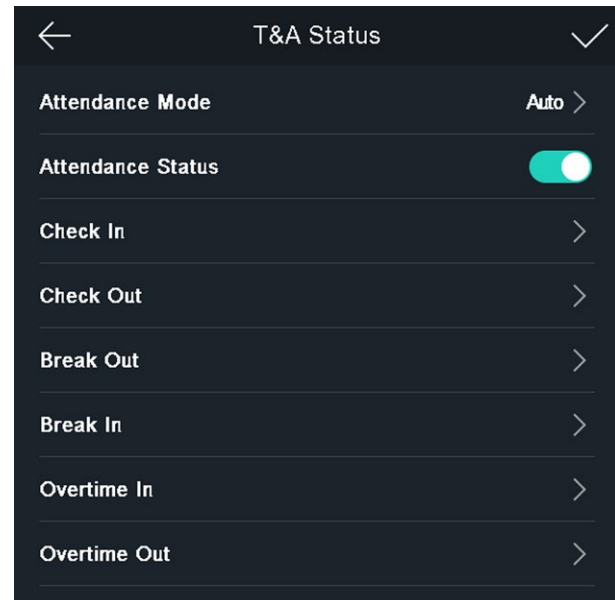 T&A Status
Attendance Mode Auto
Attendance Status
Check In
Check Out
Break Out
Break In
Overtime In
Overtime Out